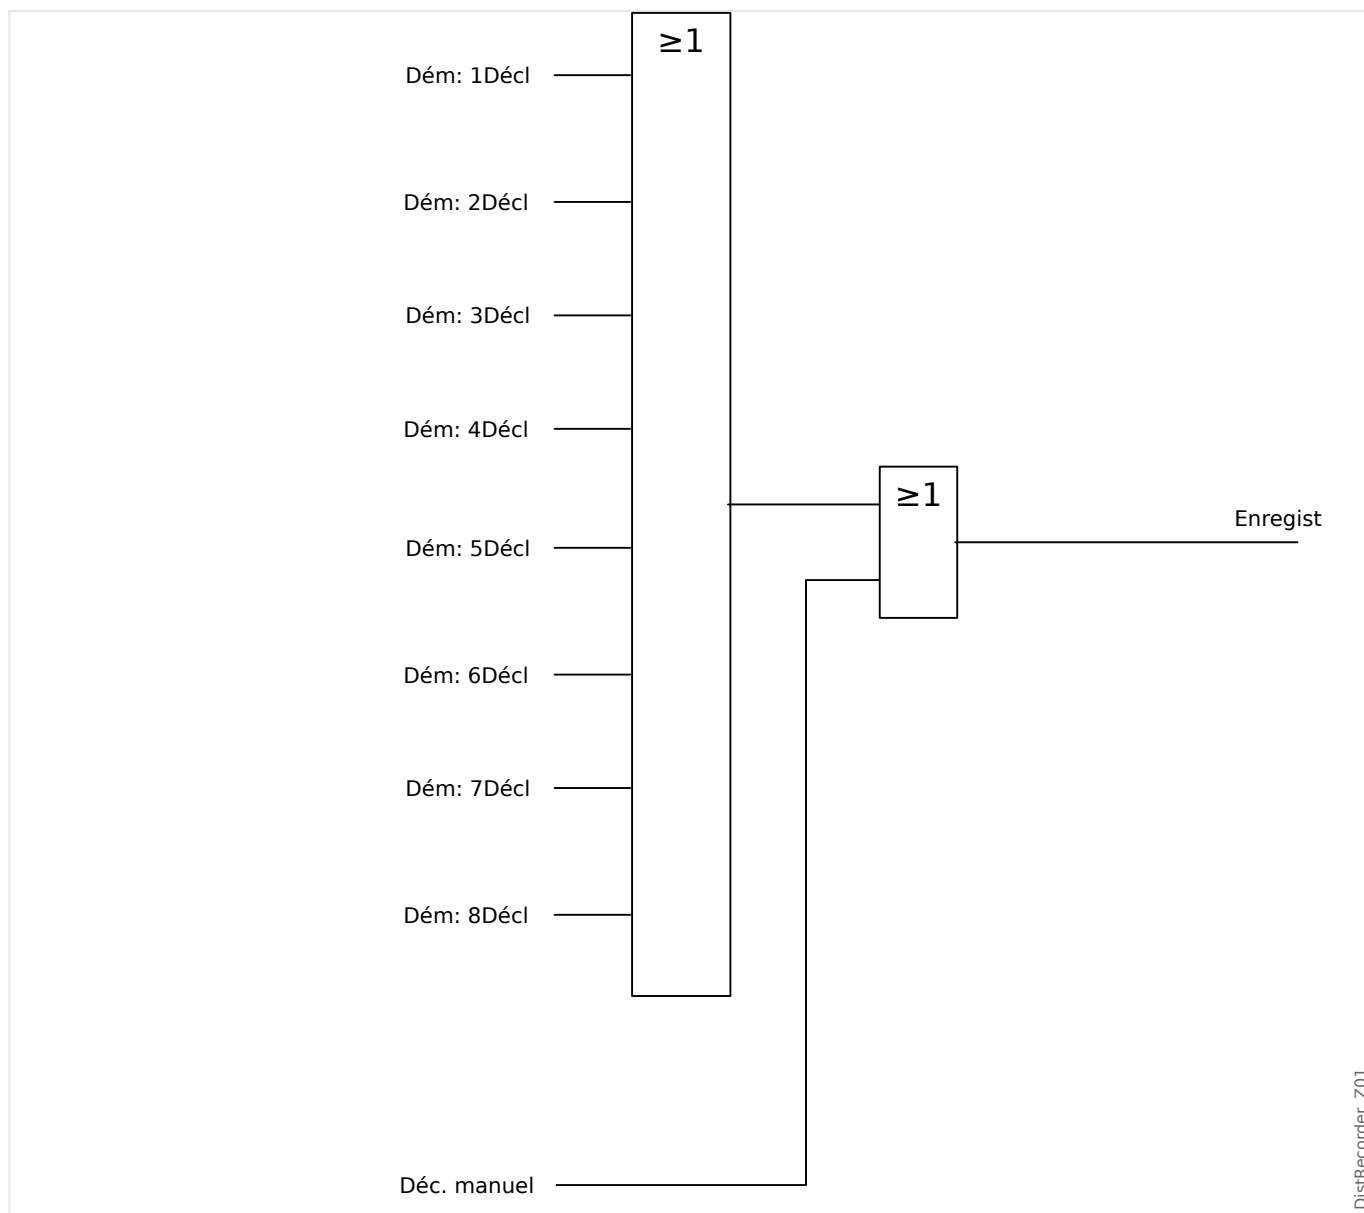 ≥1
Dém: 1Décl
Dém: 2Décl
Dém: 3Décl
Dém: 4Décl
≥1
Enregist
Dém: 5Décl
Dém: 6Décl
Dém: 7Décl
Dém: 8Décl
Déc. manuel
DistRecorder_Z01